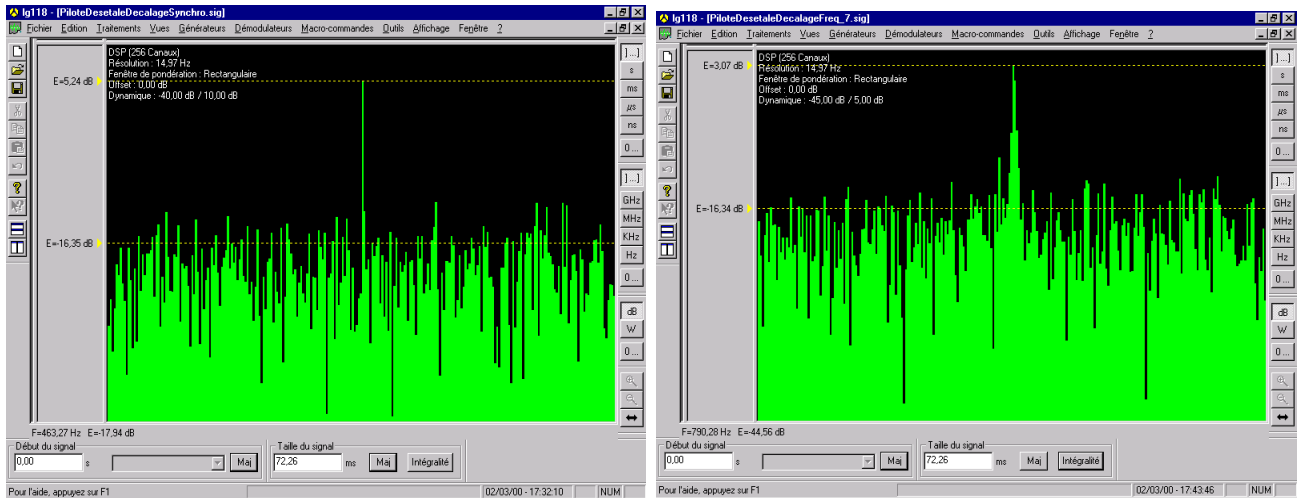 lg118 - [PiloteDesetaleDecalageSynchro.sig]
Fichier Edition Traitements Vues Générateurs Démodulateurs Macro-commandes Outils Affichage Fenêtre ?
DSP (256 Canaux)
Résolution : 14,97 Hz
Fenêtre de pondération : Rectangulaire
Offset : 0,00 dB
Dynamique : -40,00 dB / 10,00 dB
E=5,24 dB
E=-16,35 dB
]...[
s
ms
µs
ns
0 ...
]...[
GHz
MHz
KHz
Hz
0 ...
dB
W
0 ...
F=463,27 Hz E=-17,94 dB
Début du signal
0,00 s Maj
Taille du signal
72,26 ms Maj Intégralité
Pour l'aide, appuyez sur F1
02/03/00 - 17:32:10 NUM
lg118 - [PiloteDesetaleDecalageFreq_7.sig]
Fichier Edition Iraitements Vues Générateurs Démodulateurs Macro-commandes Outils Affichage Fenêtre ?
DSP (256 Canaux)
Résolution : 14,97 Hz
Fenêtre de pondération : Rectangulaire
Offset : 0,00 dB
Dynamique : -45,00 dB / 5,00 dB
E=3,07 dB
E=-16,34 dB
]...[
s
ms
µs
ns
0 ...
]...[
GHz
MHz
KHz
Hz
0 ...
dB
W
0 ...
F=790,28 Hz E=-44,56 dB
Début du signal
0,00 s Maj
Taille du signal
72,26 ms Maj Intégralité
Pour l'aide, appuyez sur F1
02/03/00 - 17:43:46 NUM